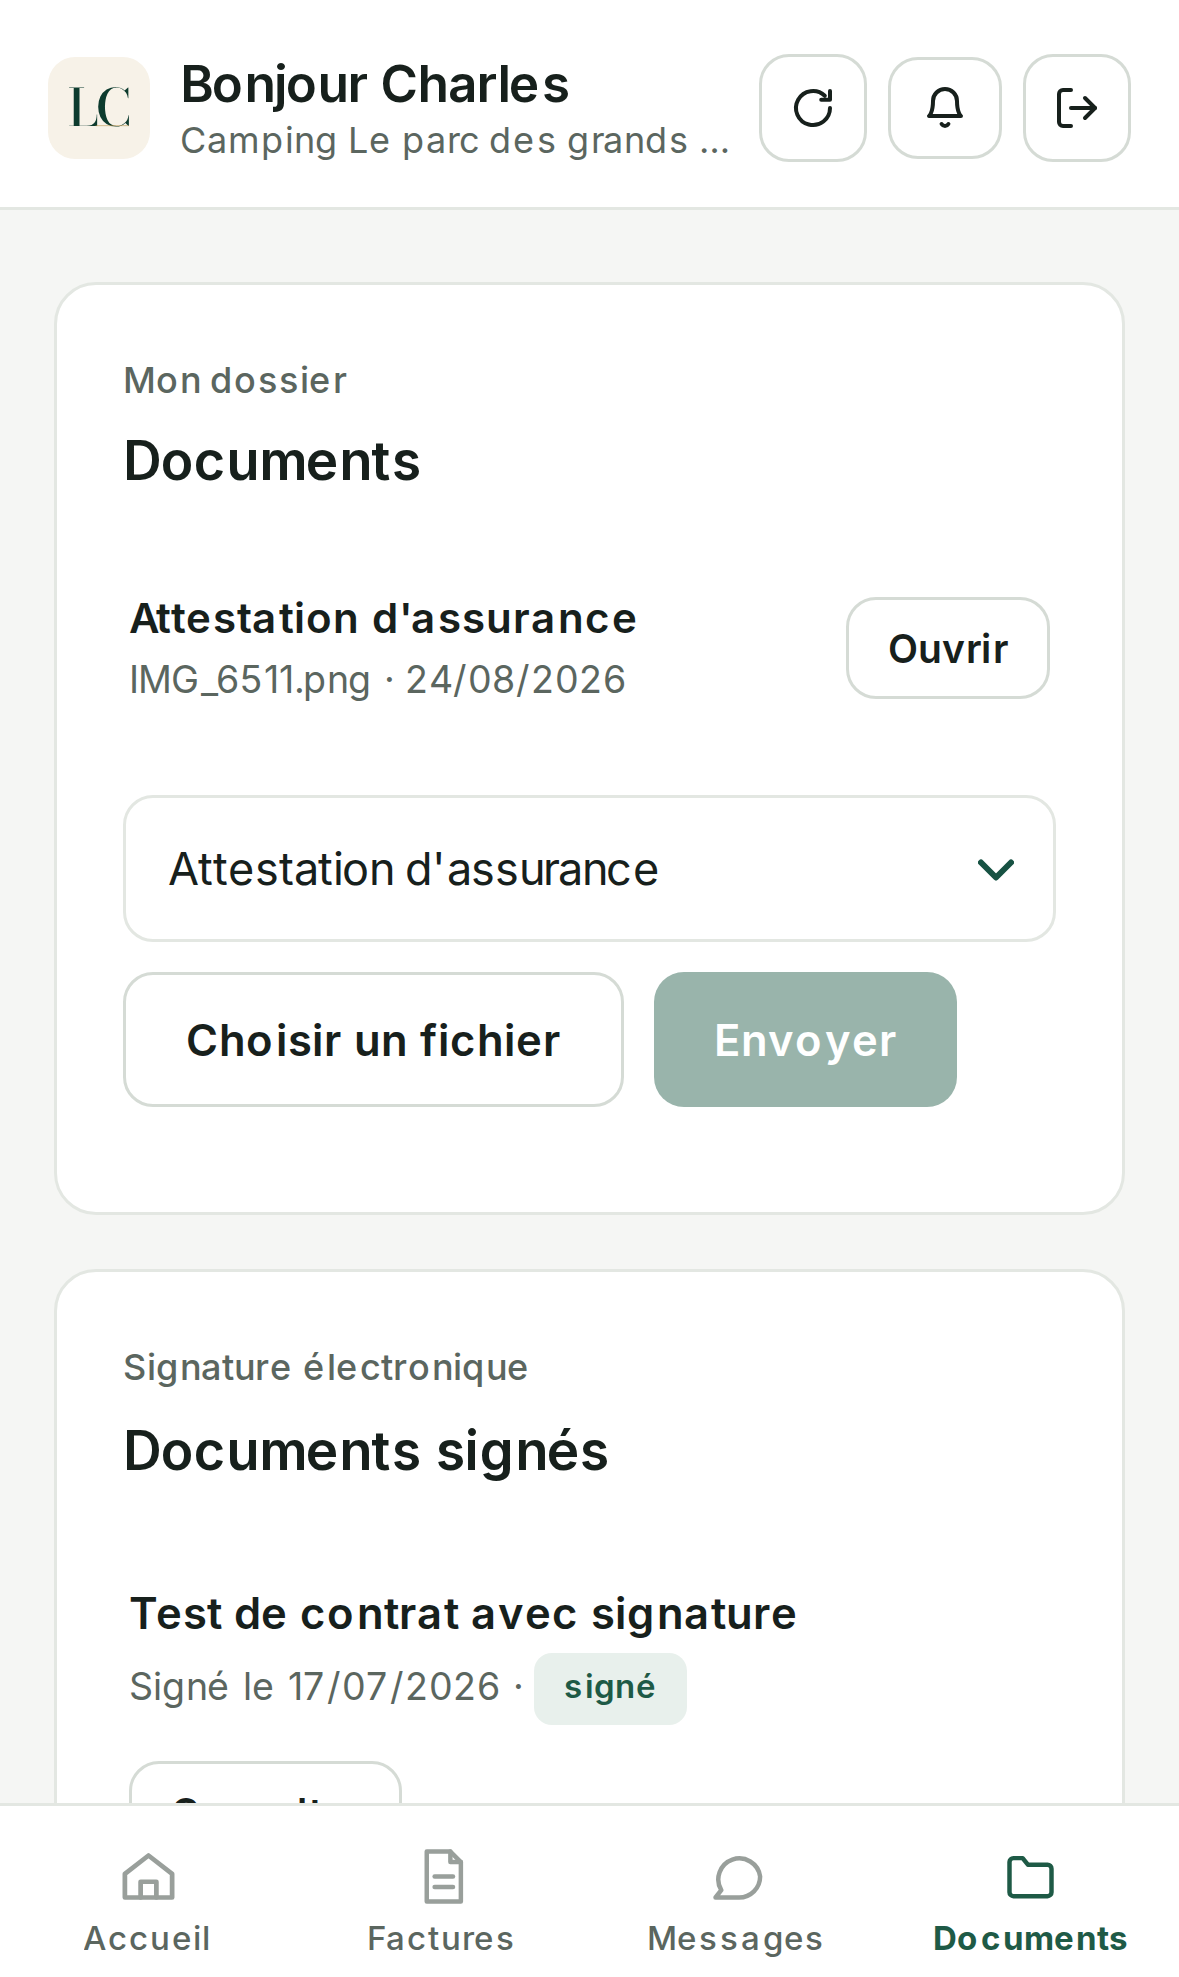 LC
Bonjour Charles
Camping Le parc des grands ...
Mon dossier
Documents
Attestation d'assurance
IMG_6511.png · 24/08/2026
Ouvrir
Attestation d'assurance
Choisir un fichier
Envoyer
Signature électronique
Documents signés
Test de contrat avec signature
Signé le 17/07/2026 · signé
Accueil
Factures
Messages
Documents